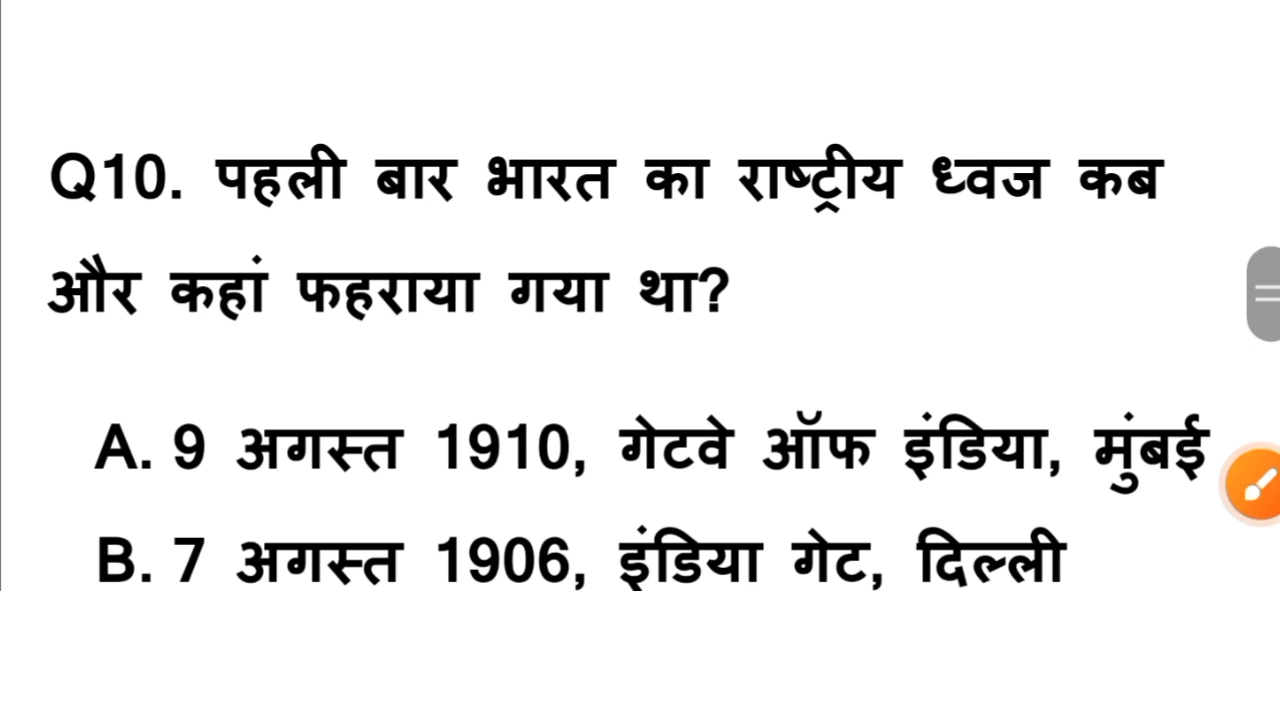 Q10. पहली बार भारत का राष्ट्रीय ध्वज कब
और कहां फहराया गया था?
A. 9 अगस्त 1910, गेटवे ऑफ इंडिया, मुंबई
B. 7 अगस्त 1906, इंडिया गेट, दिल्ली